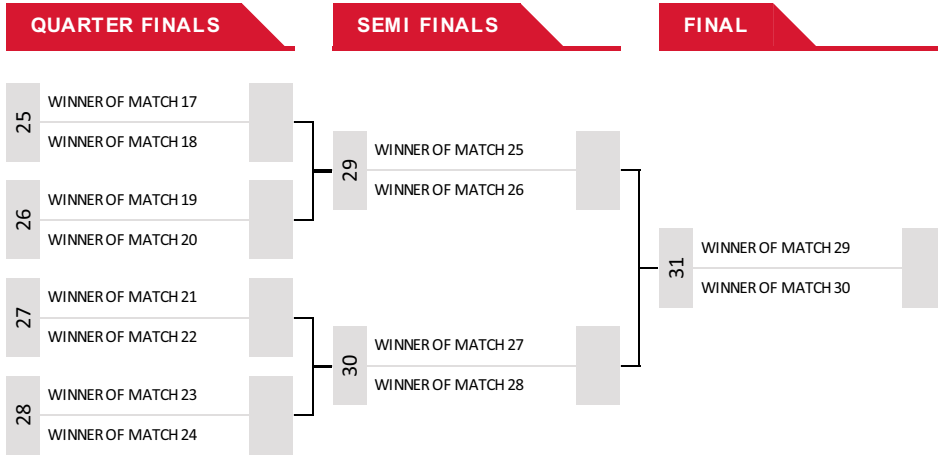 QUARTER FINALS
SEMI FINALS
FINAL
25
WINNER OF MATCH 17
WINNER OF MATCH 18
26
WINNER OF MATCH 19
WINNER OF MATCH 20
27
WINNER OF MATCH 21
WINNER OF MATCH 22
28
WINNER OF MATCH 23
WINNER OF MATCH 24
29
WINNER OF MATCH 25
WINNER OF MATCH 26
30
WINNER OF MATCH 27
WINNER OF MATCH 28
31
WINNER OF MATCH 29
WINNER OF MATCH 30